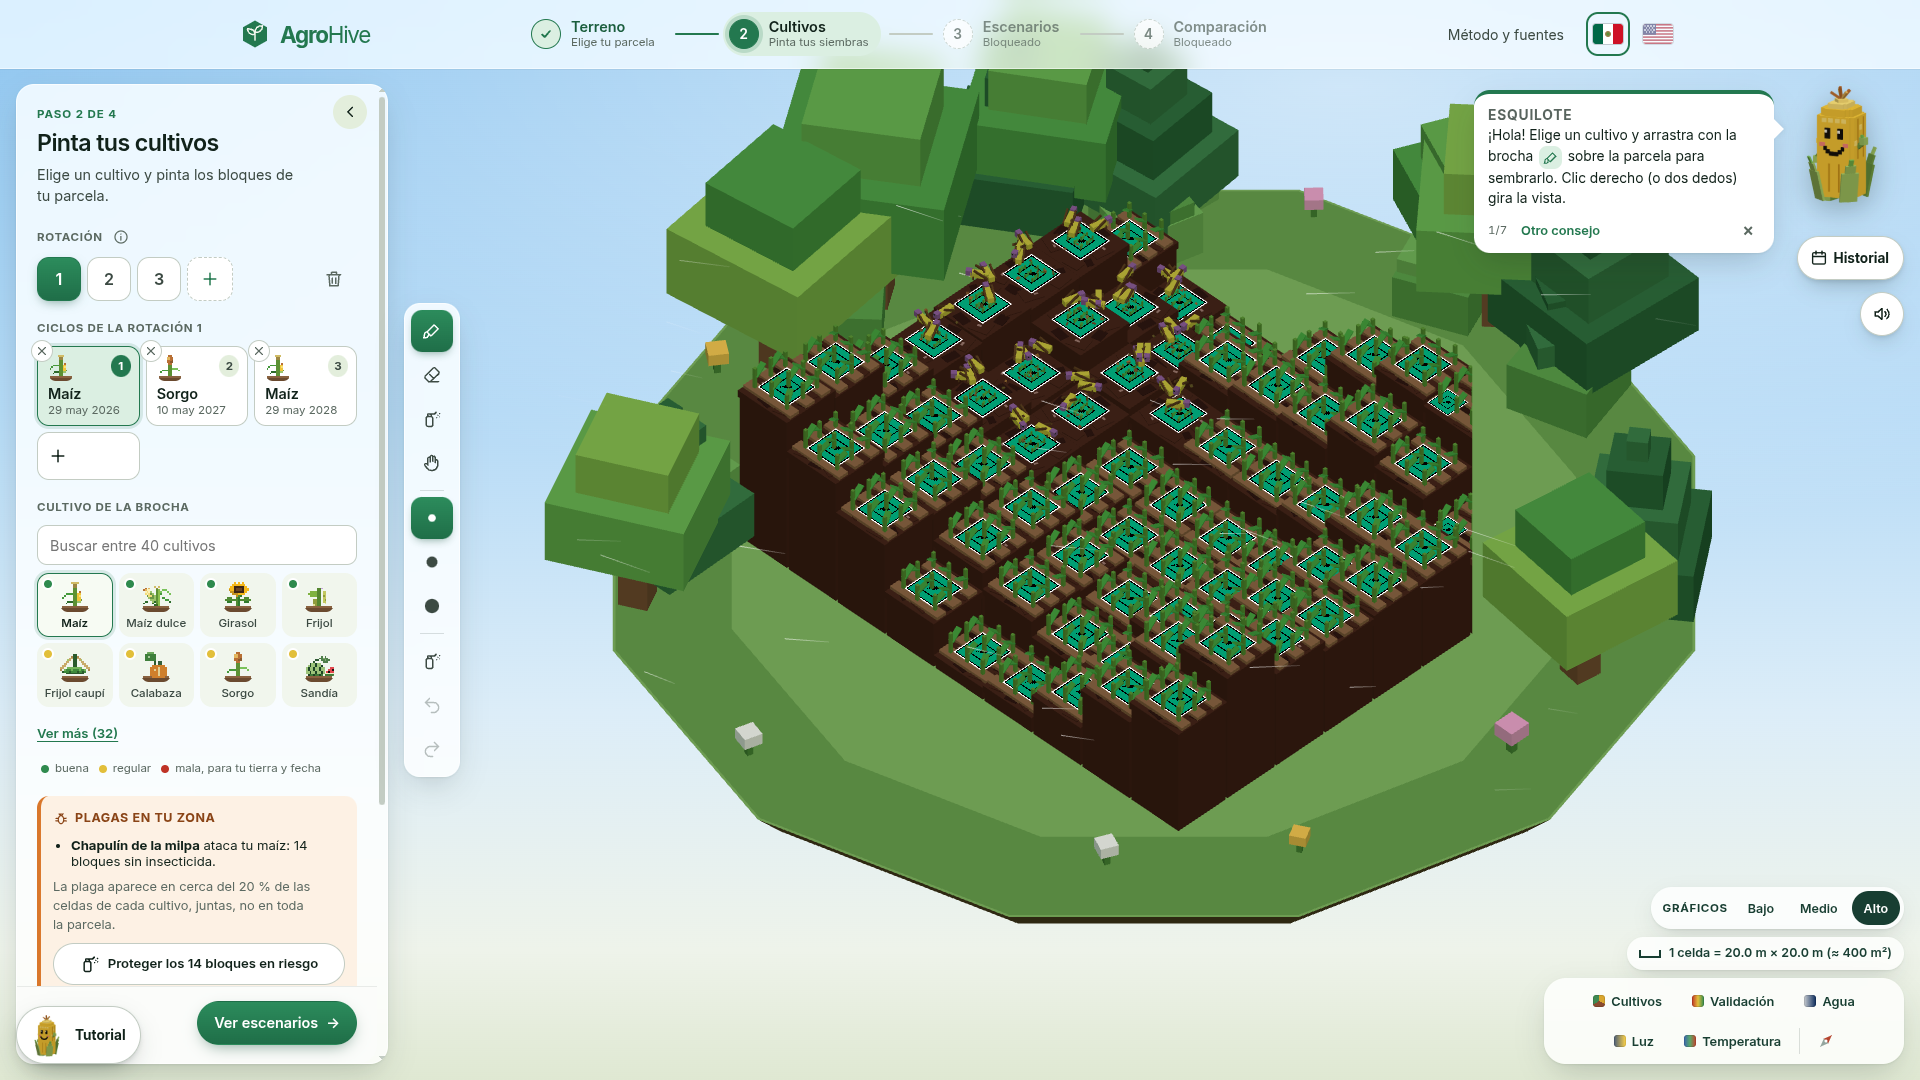 AgroHive
Terreno
Elige tu parcela
2
Cultivos
Pinta tus siembras
3
Escenarios
Bloqueado
4
Comparación
Bloqueado
Método y fuentes
PASO 2 DE 4
Pinta tus cultivos
Elige un cultivo y pinta los bloques de
tu parcela.
ROTACIÓN
1 2 3 +
CICLOS DE LA ROTACIÓN 1
1
Maíz
29 may 2026
2
Sorgo
10 may 2027
3
Maíz
29 may 2028
+
CULTIVO DE LA BROCHA
Buscar entre 40 cultivos
Maíz Maíz dulce Girasol Frijol
Frijol caupí Calabaza Sorgo Sandía
Ver más (32)
buena regular mala, para tu tierra y fecha
PLAGAS EN TU ZONA
• Chapulín de la milpa ataca tu maíz: 14
bloques sin insecticida.
La plaga aparece en cerca del 20 % de las
celdas de cada cultivo, juntas, no en toda
la parcela.
Proteger los 14 bloques en riesgo
Tutorial
Ver escenarios →
ESQUILOTE
¡Hola! Elige un cultivo y arrastra con la
brocha sobre la parcela para
sembrarlo. Clic derecho (o dos dedos)
gira la vista.
1/7 Otro consejo ×
Historial
GRÁFICOS Bajo Medio Alto
1 celda = 20.0 m × 20.0 m (≈ 400 m²)
Cultivos Validación Agua
Luz Temperatura